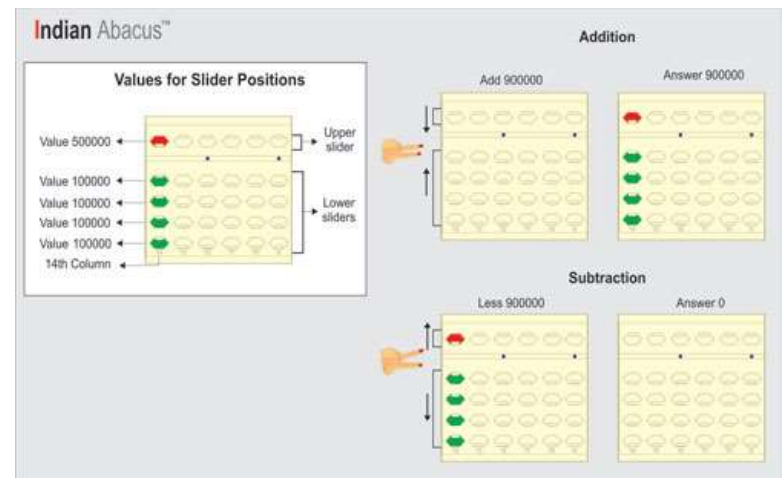 Indian Abacus™
Values for Slider Positions
Value 500000
Upper
slider
Value 100000
Value 100000
Value 100000
Value 100000
Lower
sliders
14th Column
Addition
Add 900000
Answer 900000
Subtraction
Less 900000
Answer 0